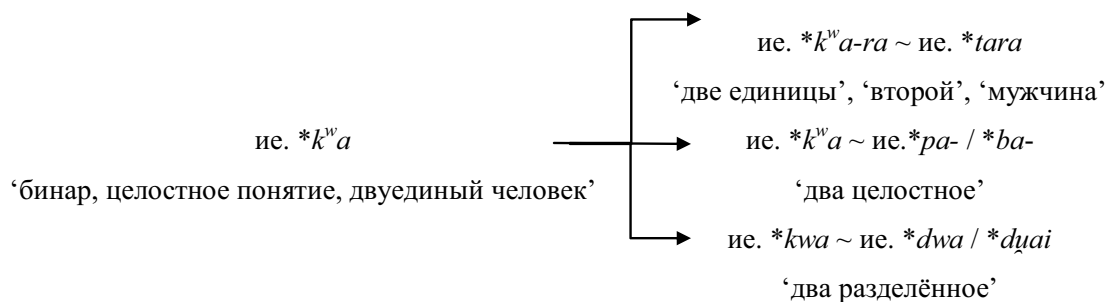 ие. *kʷa-ra ~ ие. *tara
‘две единицы’, ‘второй’, ‘мужчина’
ие. *kʷa
‘бинар, целостное понятие, двуединый человек’
ие. *kʷa ~ ие.*pa- / *ba-
‘два целостное’
ие. *kwa ~ ие. *dwa / *du̯ai
‘два разделённое’